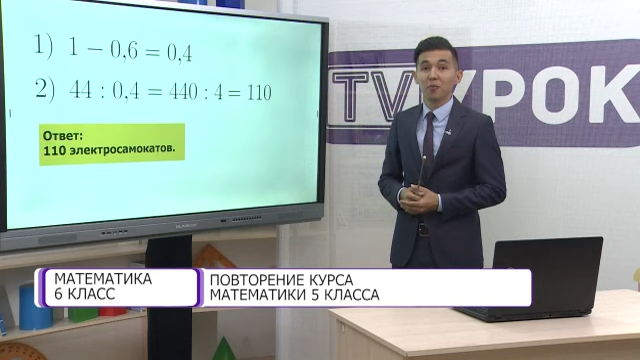 1) 1 − 0,6 = 0,4
2) 44 : 0,4 = 440 : 4 = 110
Ответ:
110 электросамокатов.
TV УРОК
МАТЕМАТИКА
6 КЛАСС
ПОВТОРЕНИЕ КУРСА
МАТЕМАТИКИ 5 КЛАССА